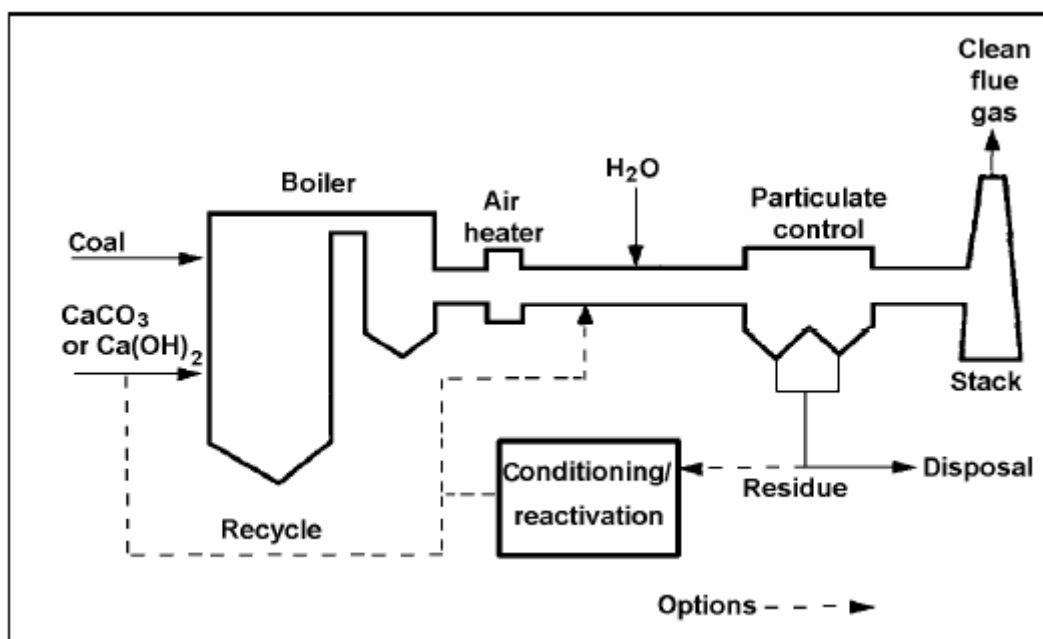 Clean
flue
gas
H₂O
Boiler
Air
heater
Particulate
control
Coal
CaCO₃
or Ca(OH)₂
Stack
Conditioning/
reactivation
Residue
Disposal
Recycle
Options